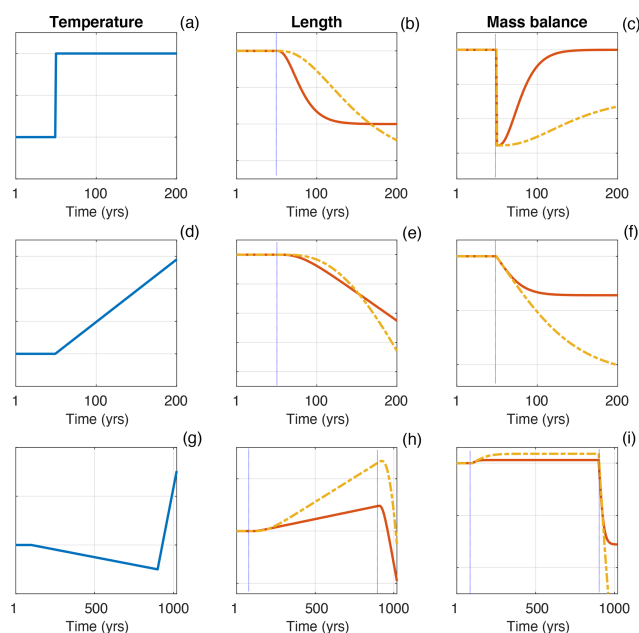 Temperature
(a)
Length
(b)
Mass balance
(c)
1 100 200
Time (yrs)
1 100 200
Time (yrs)
1 100 200
Time (yrs)
(d)
(e)
(f)
1 100 200
Time (yrs)
1 100 200
Time (yrs)
1 100 200
Time (yrs)
(g)
(h)
(i)
1 500 1000
Time (yrs)
1 500 1000
Time (yrs)
1 500 1000
Time (yrs)